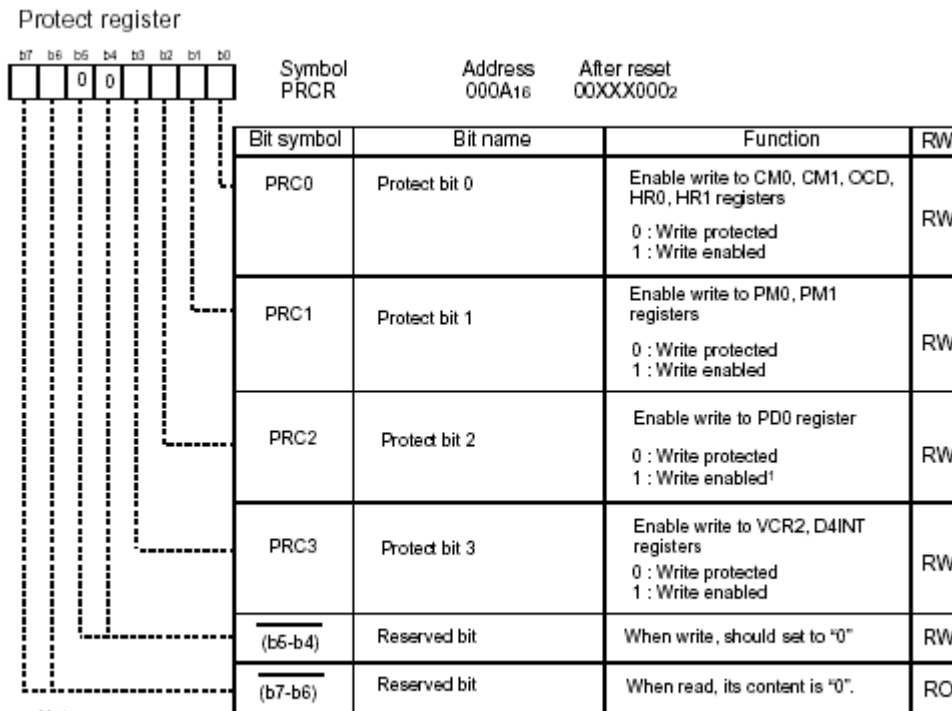 Protect register
b7 b6 b5 b4 b3 b2 b1 b0
0 0
Symbol Address After reset
PRCR 000A16 00XXX0002
Bit symbol Bit name Function RW
PRC0 Protect bit 0 Enable write to CM0, CM1, OCD,
HR0, HR1 registers
0 : Write protected
1 : Write enabled
RW
PRC1 Protect bit 1 Enable write to PM0, PM1
registers
0 : Write protected
1 : Write enabled
RW
PRC2 Protect bit 2 Enable write to PD0 register
0 : Write protected
1 : Write enabled1
RW
PRC3 Protect bit 3 Enable write to VCR2, D4INT
registers
0 : Write protected
1 : Write enabled
RW
(b5-b4) Reserved bit When write, should set to “0” RW
(b7-b6) Reserved bit When read, its content is “0”. RO